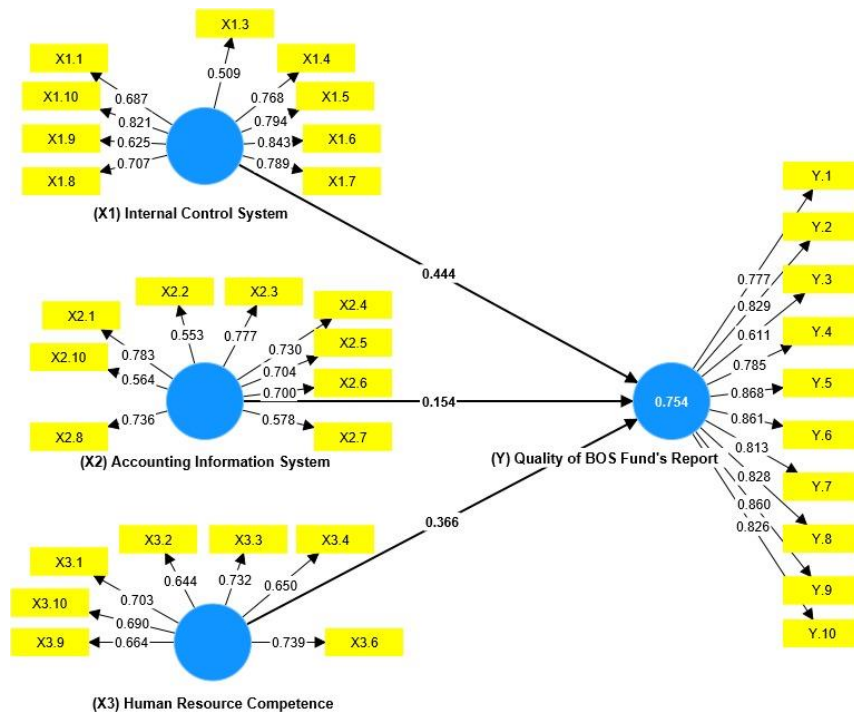 X1.3
X1.1
X1.4
0.509
X1.10
0.687
0.768
X1.5
0.821
0.794
X1.9
0.625
0.843
X1.6
0.707
0.789
X1.8
X1.7
(X1) Internal Control System
0.444
X2.2
X2.3
X2.4
X2.1
0.553
0.777
0.730
X2.5
X2.10
0.783
0.704
0.564
0.700
X2.6
0.736
0.578
X2.8
X2.7
(X2) Accounting Information System
0.154
0.754
(Y) Quality of BOS Fund's Report
Y.1
Y.2
0.777
Y.3
0.829
0.611
Y.4
0.785
0.868
Y.5
0.861
Y.6
0.813
0.828
Y.7
0.860
0.826
Y.8
Y.9
Y.10
0.366
X3.2
X3.3
X3.4
X3.1
0.644
0.732
0.650
0.703
X3.10
0.690
X3.9
0.664
0.739
X3.6
(X3) Human Resource Competence